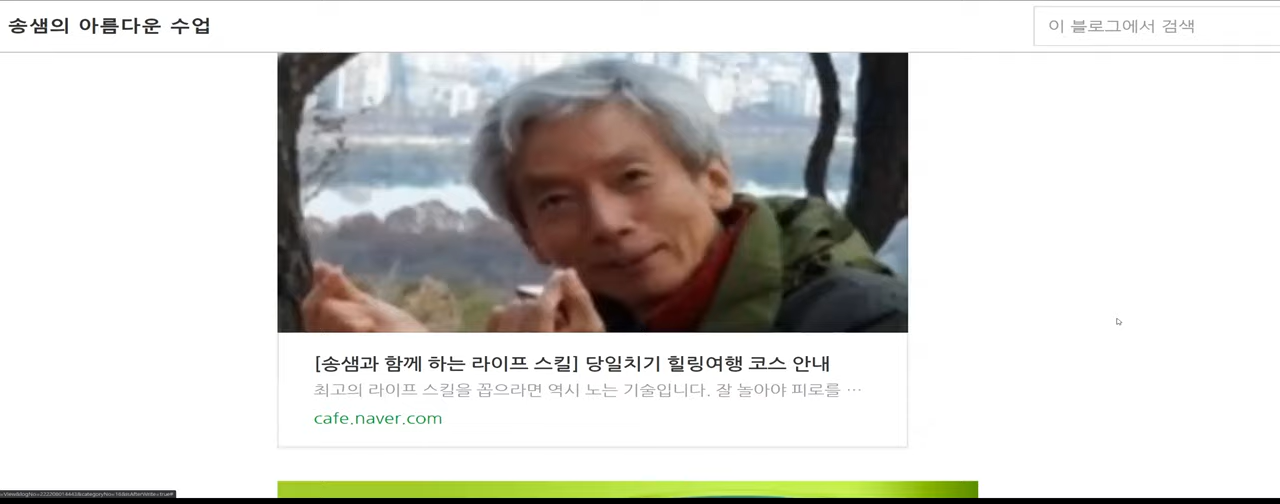 송샘의 아름다운 수업
이 블로그에서 검색
[송샘과 함께 하는 라이프 스킬] 당일치기 힐링여행 코스 안내
최고의 라이프 스킬을 꼽으라면 역시 노는 기술입니다. 잘 놀아야 피로를 …
cafe.naver.com